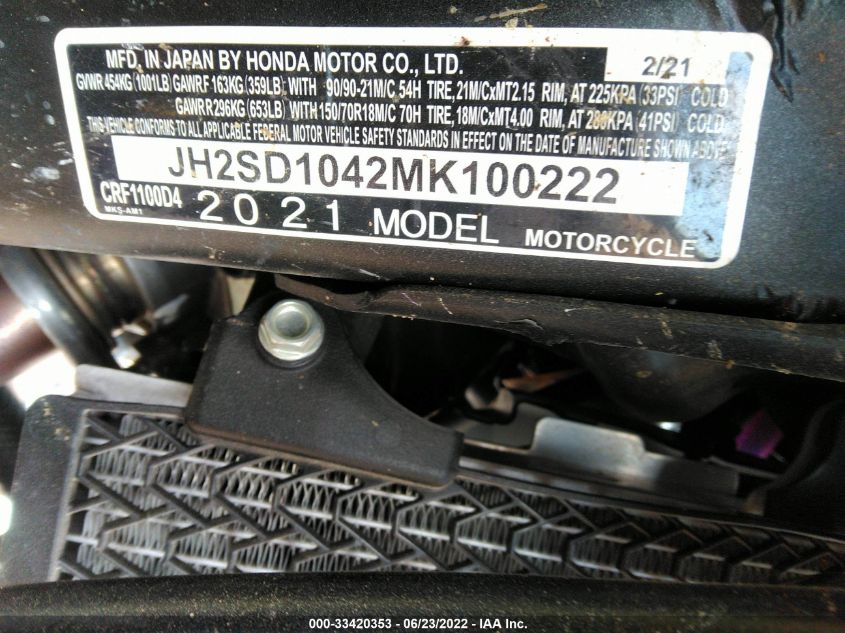 MFD, IN JAPAN BY HONDA MOTOR CO., LTD. 2/21
GVWR 454KG (1001LB) GAWR F 163KG (359LB) WITH 90/90-21M/C 54H TIRE, 21M/CxMT2.15 RIM, AT 225KPA (33PSI) COLD
GAWR R 296KG (653LB) WITH 150/70R18M/C 70H TIRE, 18M/CxMT4.00 RIM, AT 280KPA (41PSI) COLD
THIS VEHICLE CONFORMS TO ALL APPLICABLE FEDERAL MOTOR VEHICLE SAFETY STANDARDS IN EFFECT ON THE DATE OF MANUFACTURE SHOWN ABOVE
JH2SD1042MK100222
CRF1100D4
MKS-AM1
2021 MODEL MOTORCYCLE
000-33420353 - 06/23/2022 - IAA Inc.